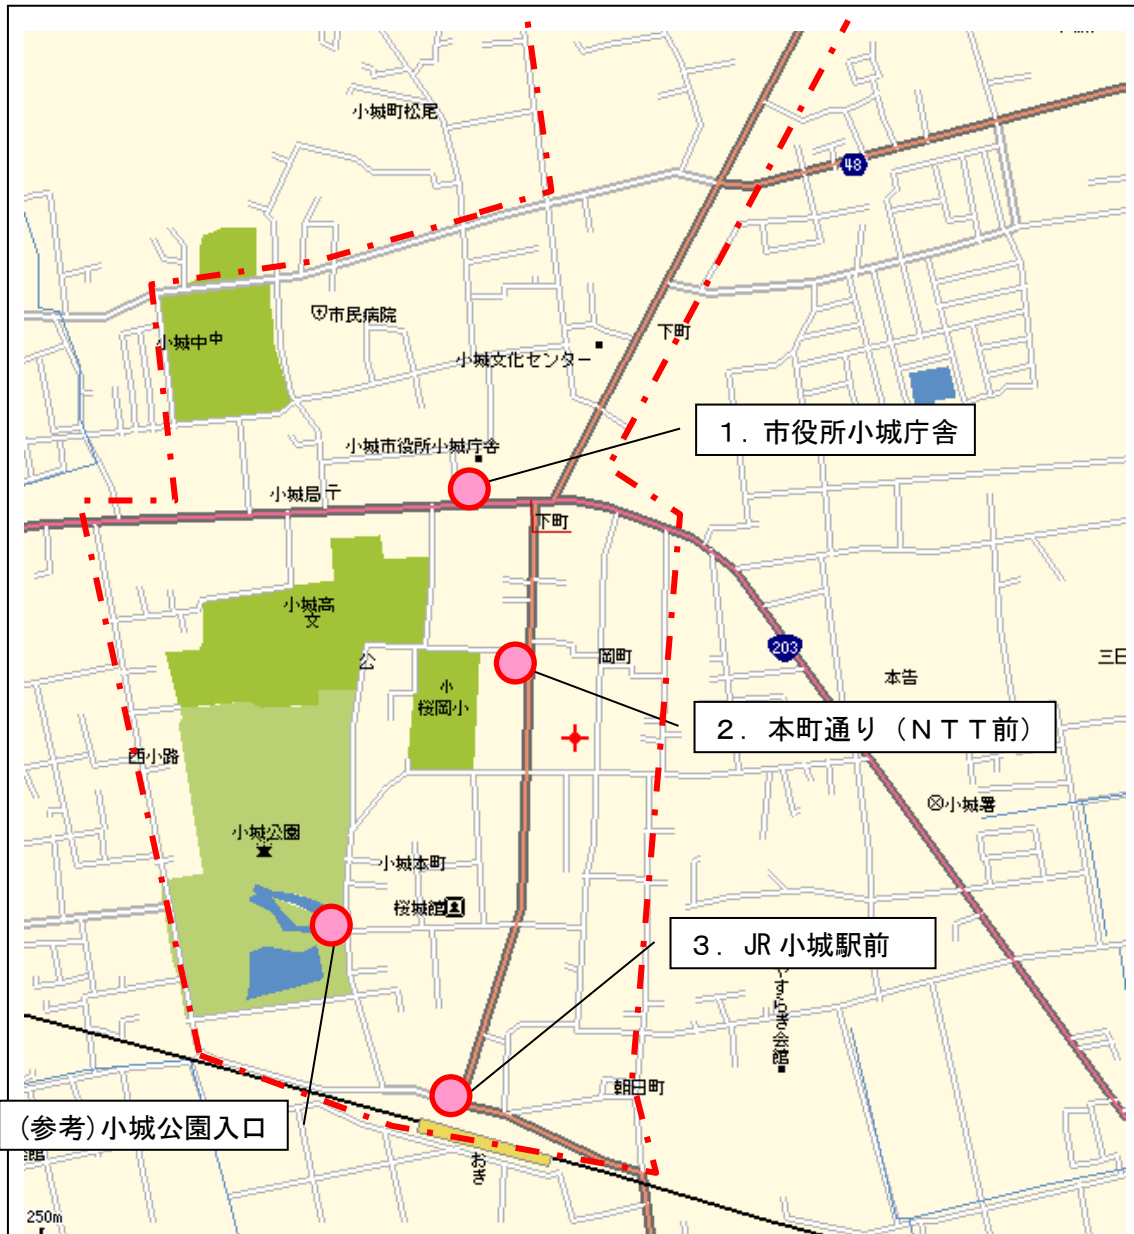 小城町松尾
48
市民病院
小城中
中
下町
小城文化センター
1．市役所小城庁舎
小城市役所小城庁舎
小城局
下町
小城高
文
公
岡町
203
三日
本告
小
桜岡小
2．本町通り（ＮＴＴ前）
西小路
小城署
小城公園
小城本町
桜城館
3．JR小城駅前
やすらぎ会館
朝日町
(参考)小城公園入口
おぎ
250m